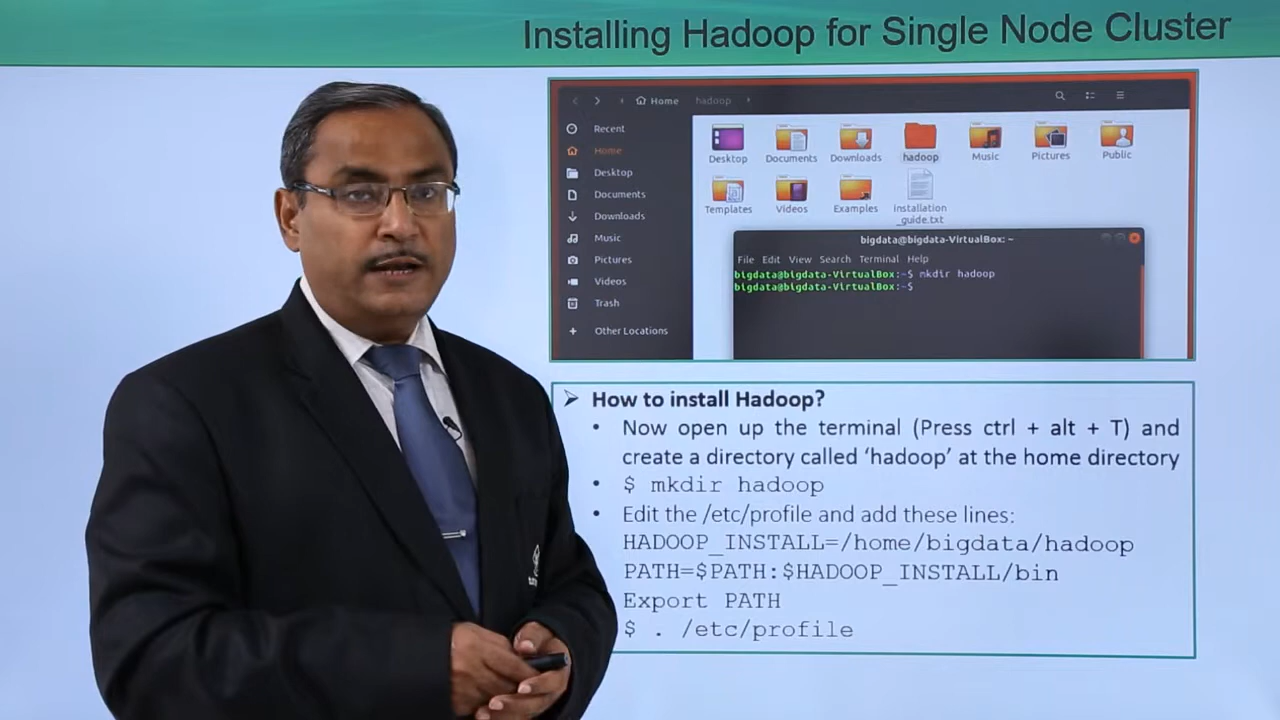 Installing Hadoop for Single Node Cluster
Home hadoop
Recent
Home
Desktop
Documents
Downloads
Music
Pictures
Videos
Trash
Other Locations
Desktop Documents Downloads hadoop Music Pictures Public
Templates Videos Examples Installation
_guide.txt
bigdata@bigdata-VirtualBox: ~
File Edit View Search Terminal Help
bigdata@bigdata-VirtualBox:~$ mkdir hadoop
bigdata@bigdata-VirtualBox:~$
➢ How to install Hadoop?
• Now open up the terminal (Press ctrl + alt + T) and
create a directory called ‘hadoop’ at the home directory
• $ mkdir hadoop
• Edit the /etc/profile and add these lines:
HADOOP_INSTALL=/home/bigdata/hadoop
PATH=$PATH:$HADOOP_INSTALL/bin
Export PATH
$ . /etc/profile